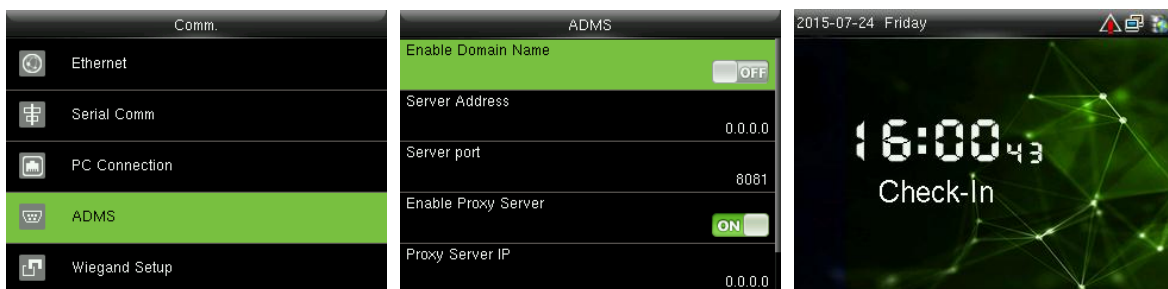 Comm.
Ethernet
Serial Comm
PC Connection
ADMS
Wiegand Setup
ADMS
Enable Domain Name
OFF
Server Address
0.0.0.0
Server port
8081
Enable Proxy Server
ON
Proxy Server IP
0.0.0.0
2015-07-24 Friday
16:00 43
Check-In